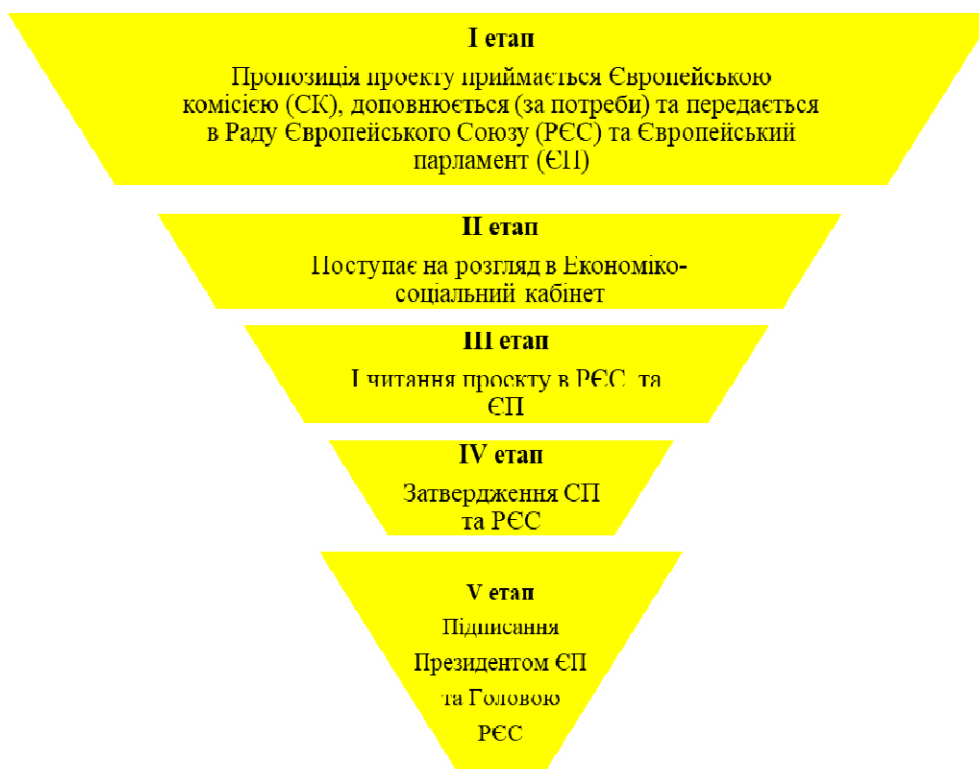 І етап
Пропозиція проекту приймається Європейською
комісією (СК), доповнюється (за потреби) та передається
в Раду Європейського Союзу (РЄС) та Європейський
парламент (ЄП)
ІІ етап
Поступає на розгляд в Економіко-
соціальний кабінет
ІІІ етап
І читання проекту в РЄС та
ЄП
IV етап
Затвердження СП
та РЄС
V етап
Підписання
Президентом ЄП
та Головою
РЄС